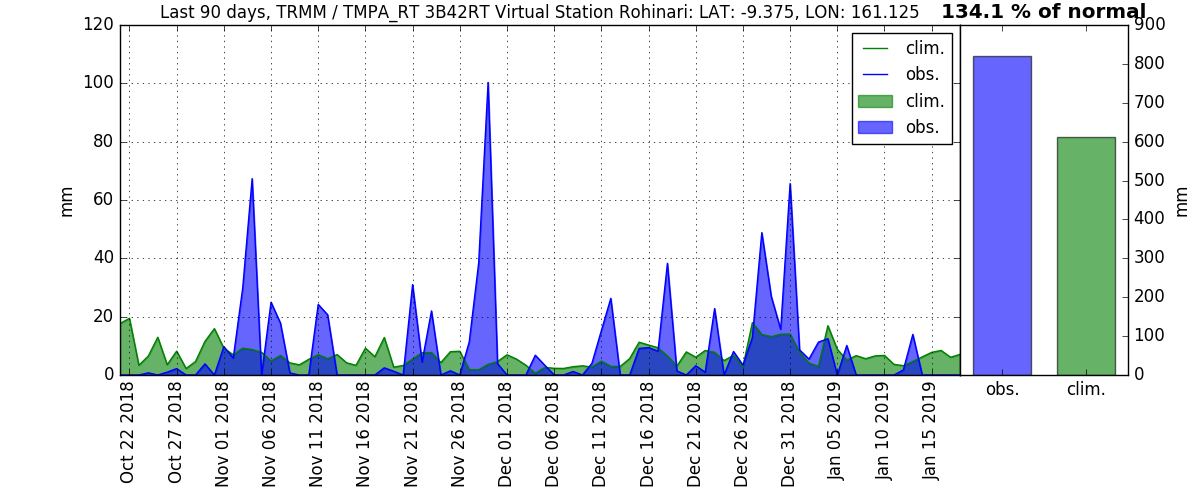 Last 90 days, TRMM / TMPA_RT 3B42RT Virtual Station Rohinari: LAT: -9.375, LON: 161.125
134.1 % of normal
120
100
80
60
40
20
0
mm
clim.
obs.
clim.
obs.
900
800
700
600
500
400
300
200
100
0
mm
Oct 22 2018
Oct 27 2018
Nov 01 2018
Nov 06 2018
Nov 11 2018
Nov 16 2018
Nov 21 2018
Nov 26 2018
Dec 01 2018
Dec 06 2018
Dec 11 2018
Dec 16 2018
Dec 21 2018
Dec 26 2018
Dec 31 2018
Jan 05 2019
Jan 10 2019
Jan 15 2019
obs.
clim.